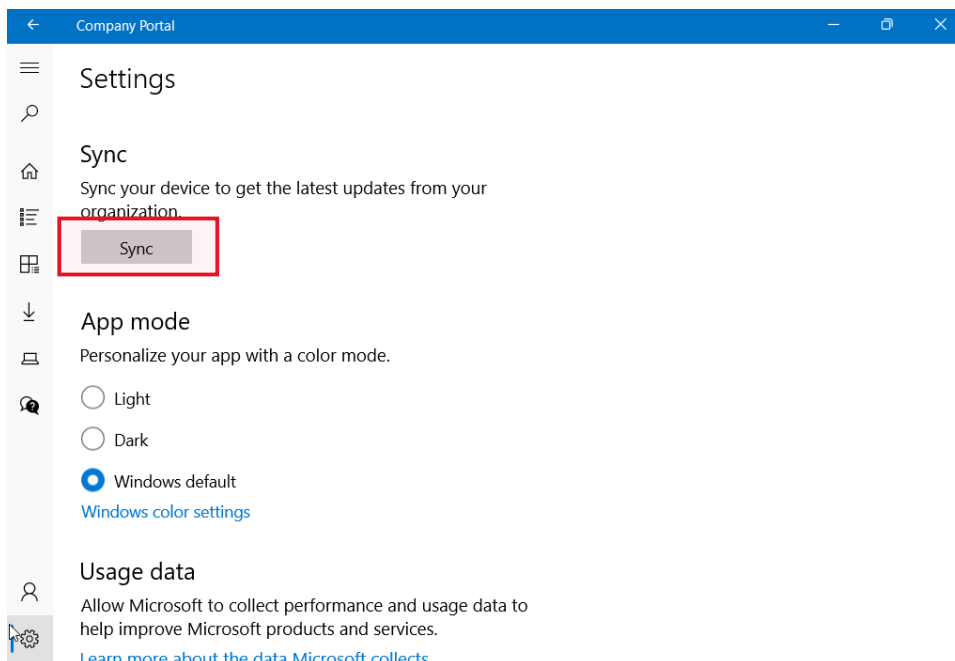 Company Portal
Settings
Sync
Sync your device to get the latest updates from your
organization.
Sync
App mode
Personalize your app with a color mode.
Light
Dark
Windows default
Windows color settings
Usage data
Allow Microsoft to collect performance and usage data to
help improve Microsoft products and services.
Learn more about the data Microsoft collects